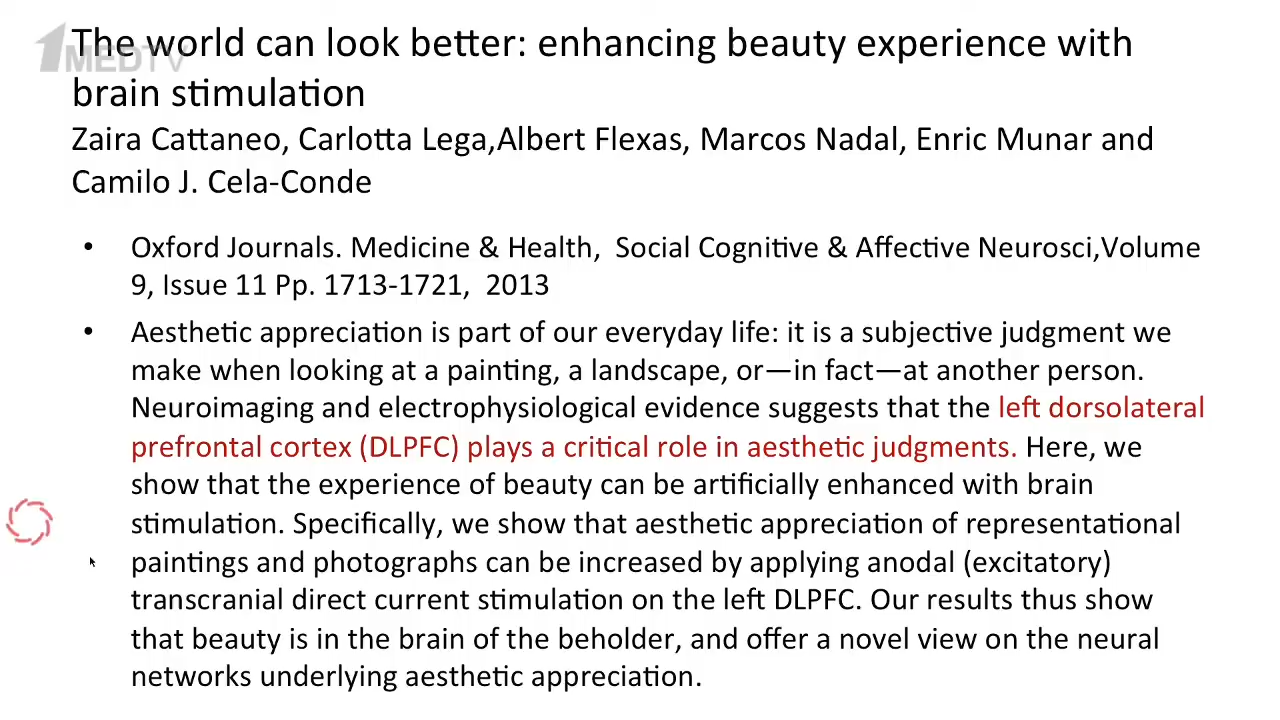 The world can look better: enhancing beauty experience with
brain stimulation
Zaira Cattaneo, Carlotta Lega,Albert Flexas, Marcos Nadal, Enric Munar and
Camilo J. Cela-Conde
• Oxford Journals. Medicine & Health,  Social Cognitive & Affective Neurosci,Volume
9, Issue 11 Pp. 1713-1721,  2013
• Aesthetic appreciation is part of our everyday life: it is a subjective judgment we
make when looking at a painting, a landscape, or—in fact—at another person.
Neuroimaging and electrophysiological evidence suggests that the left dorsolateral
prefrontal cortex (DLPFC) plays a critical role in aesthetic judgments. Here, we
show that the experience of beauty can be artificially enhanced with brain
stimulation. Specifically, we show that aesthetic appreciation of representational
paintings and photographs can be increased by applying anodal (excitatory)
transcranial direct current stimulation on the left DLPFC. Our results thus show
that beauty is in the brain of the beholder, and offer a novel view on the neural
networks underlying aesthetic appreciation.
1MEDTV